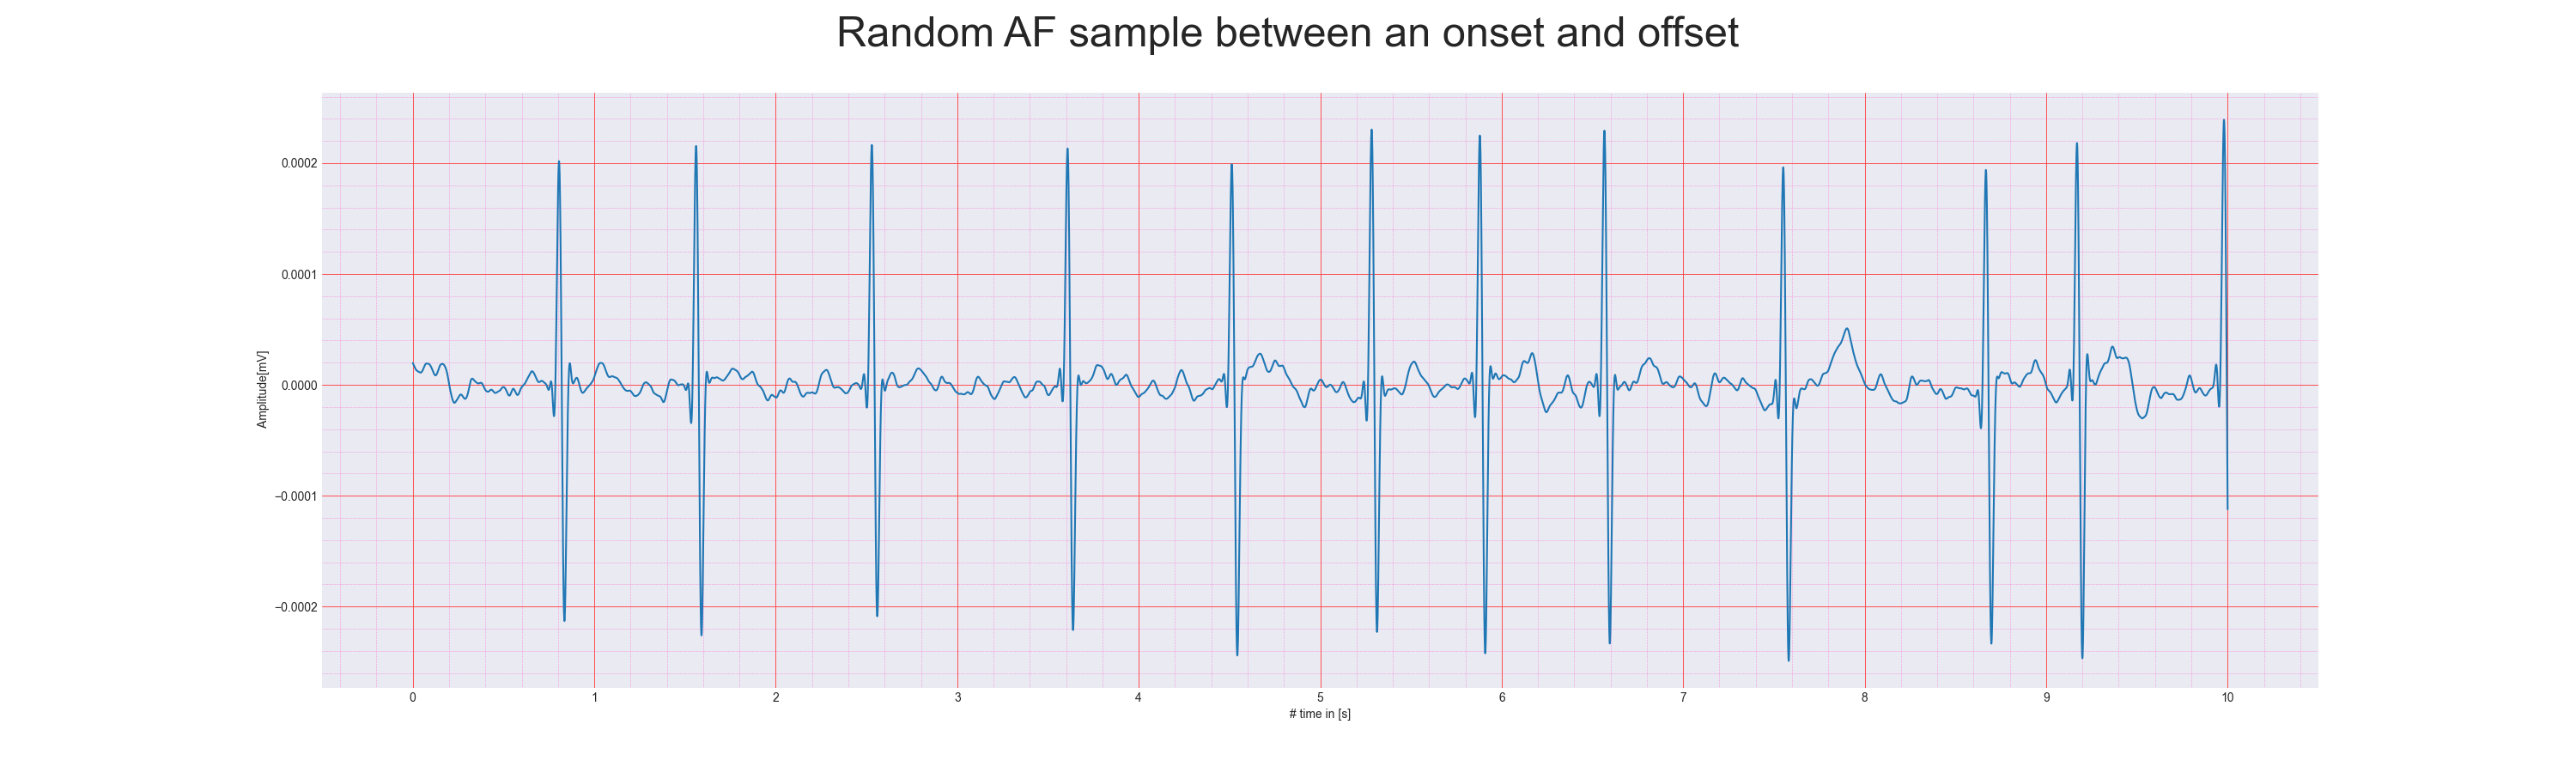 Random AF sample between an onset and offset
Amplitude[mV]
0.0002
0.0001
0.0000
−0.0001
−0.0002
0 1 2 3 4 5 6 7 8 9 10
# time in [s]